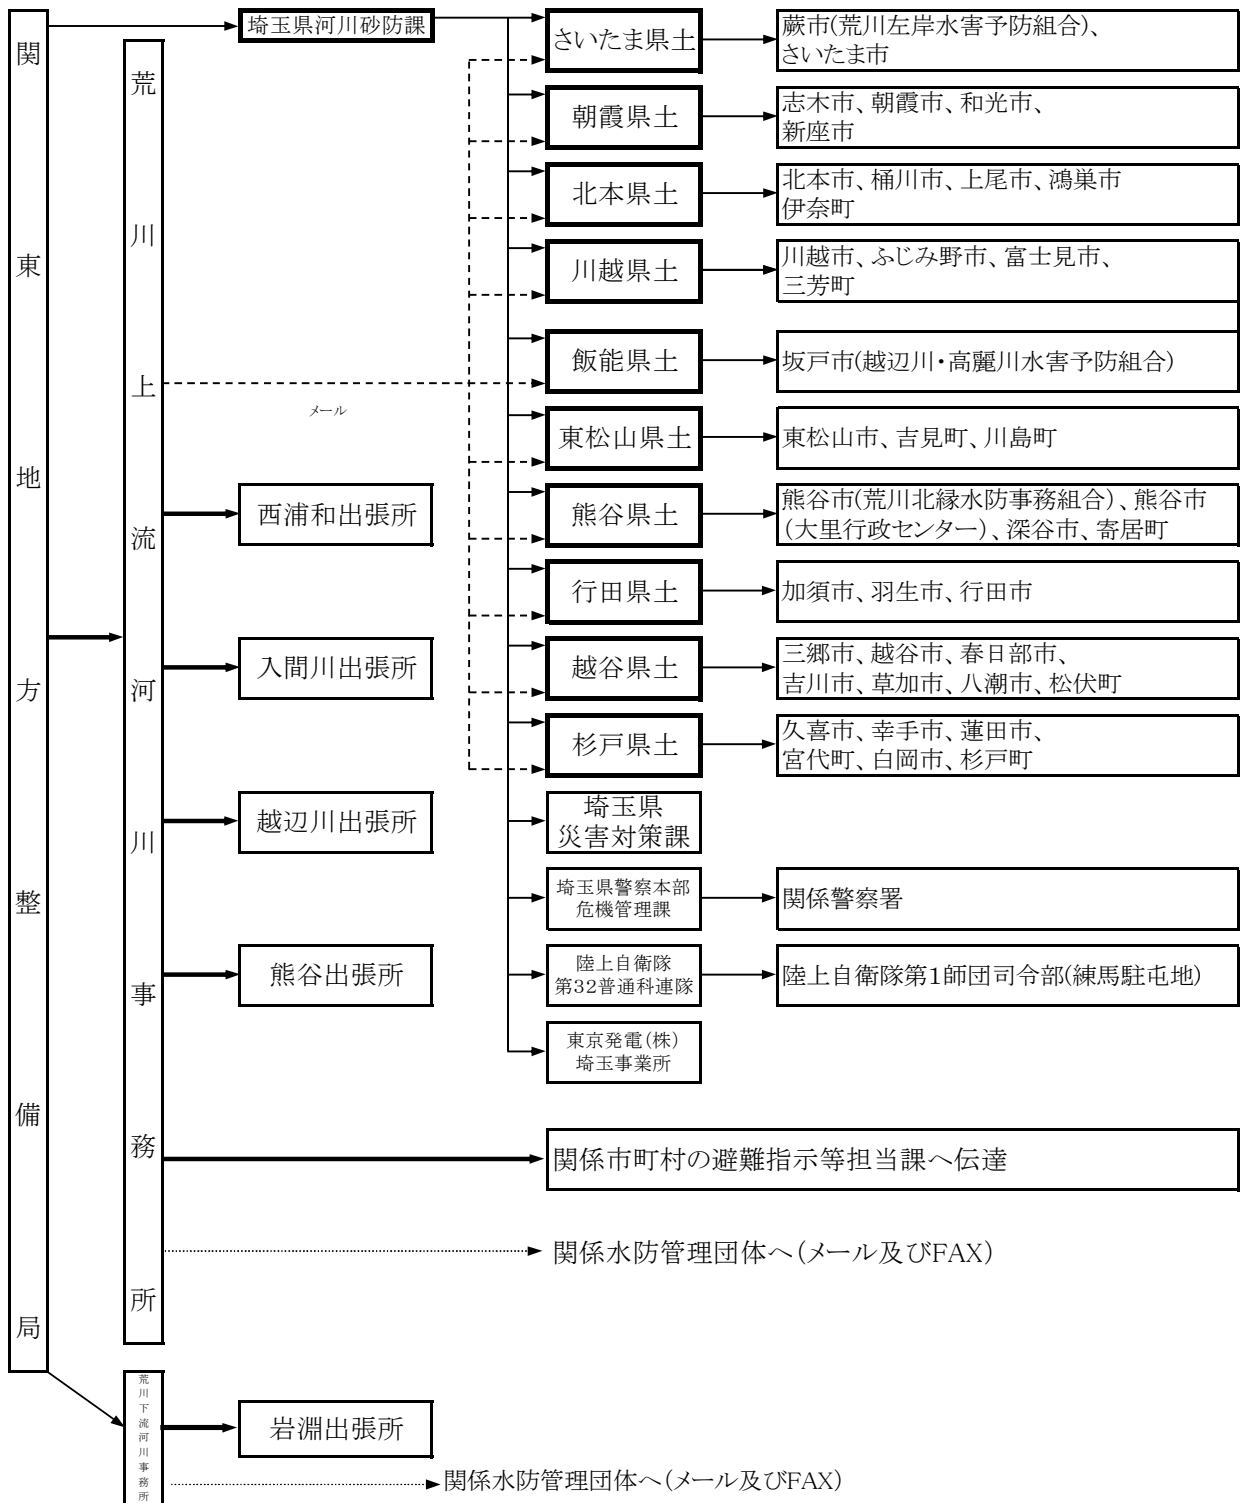 関東地方整備局
荒川上流河川事務所
埼玉県河川砂防課
さいたま県土
蕨市(荒川左岸水害予防組合)、
さいたま市
朝霞県土
志木市、朝霞市、和光市、
新座市
北本県土
北本市、桶川市、上尾市、鴻巣市
伊奈町
川越県土
川越市、ふじみ野市、富士見市、
三芳町
飯能県土
坂戸市(越辺川・高麗川水害予防組合)
メール
東松山県土
東松山市、吉見町、川島町
西浦和出張所
熊谷県土
熊谷市(荒川北縁水防事務組合)、熊谷市
(大里行政センター)、深谷市、寄居町
行田県土
加須市、羽生市、行田市
入間川出張所
越谷県土
三郷市、越谷市、春日部市、
吉川市、草加市、八潮市、松伏町
杉戸県土
久喜市、幸手市、蓮田市、
宮代町、白岡市、杉戸町
越辺川出張所
埼玉県
災害対策課
埼玉県警察本部
危機管理課
関係警察署
熊谷出張所
陸上自衛隊
第32普通科連隊
陸上自衛隊第1師団司令部(練馬駐屯地)
東京発電(株)
埼玉事業所
関係市町村の避難指示等担当課へ伝達
関係水防管理団体へ(メール及びFAX)
荒川下流河川事務所
岩淵出張所
関係水防管理団体へ(メール及びFAX)